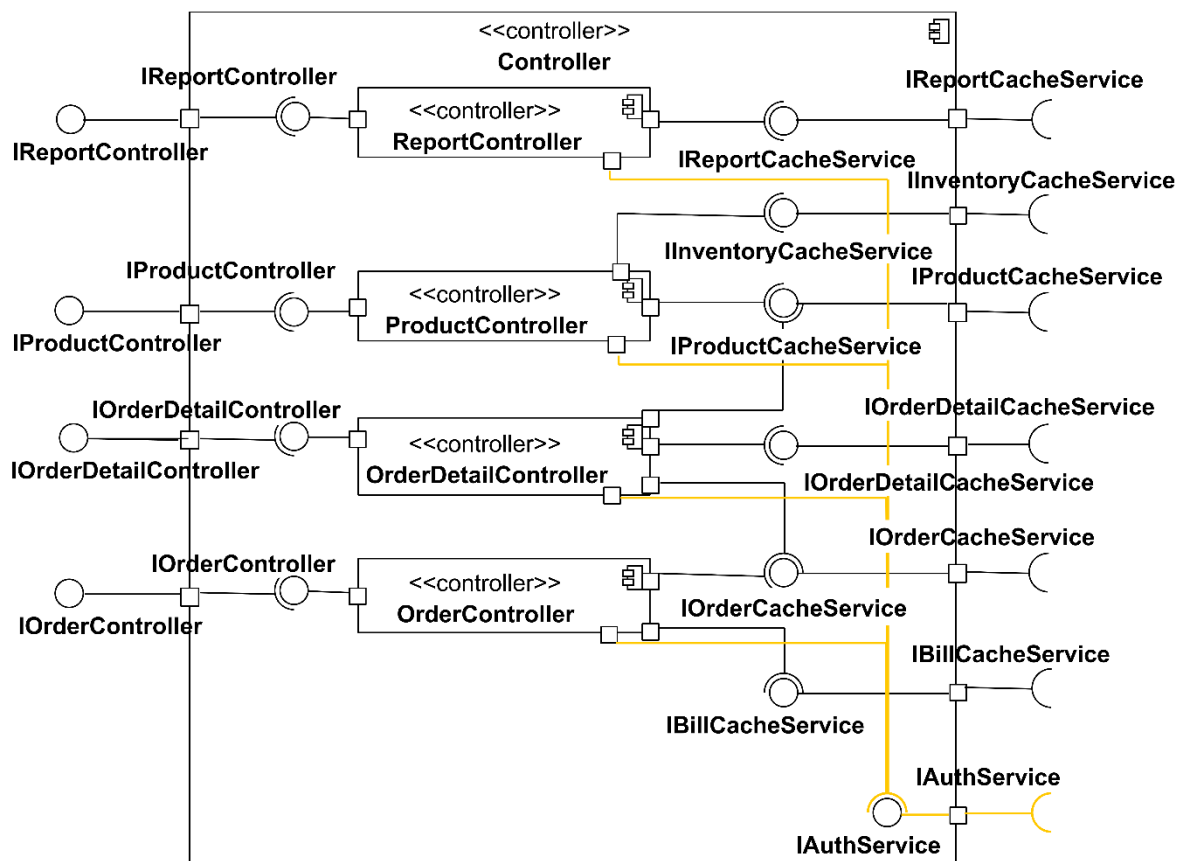 <<controller>>
Controller
IReportController
IReportCacheService
<<controller>>
ReportController
IReportController
IReportCacheService
IInventoryCacheService
IInventoryCacheService
IProductController
IProductCacheService
<<controller>>
ProductController
IProductController
IProductCacheService
IOrderDetailController
IOrderDetailCacheService
<<controller>>
OrderDetailController
IOrderDetailController
IOrderDetailCacheService
IOrderController
IOrderCacheService
<<controller>>
OrderController
IOrderController
IOrderCacheService
IBillCacheService
IBillCacheService
IAuthService
IAuthService